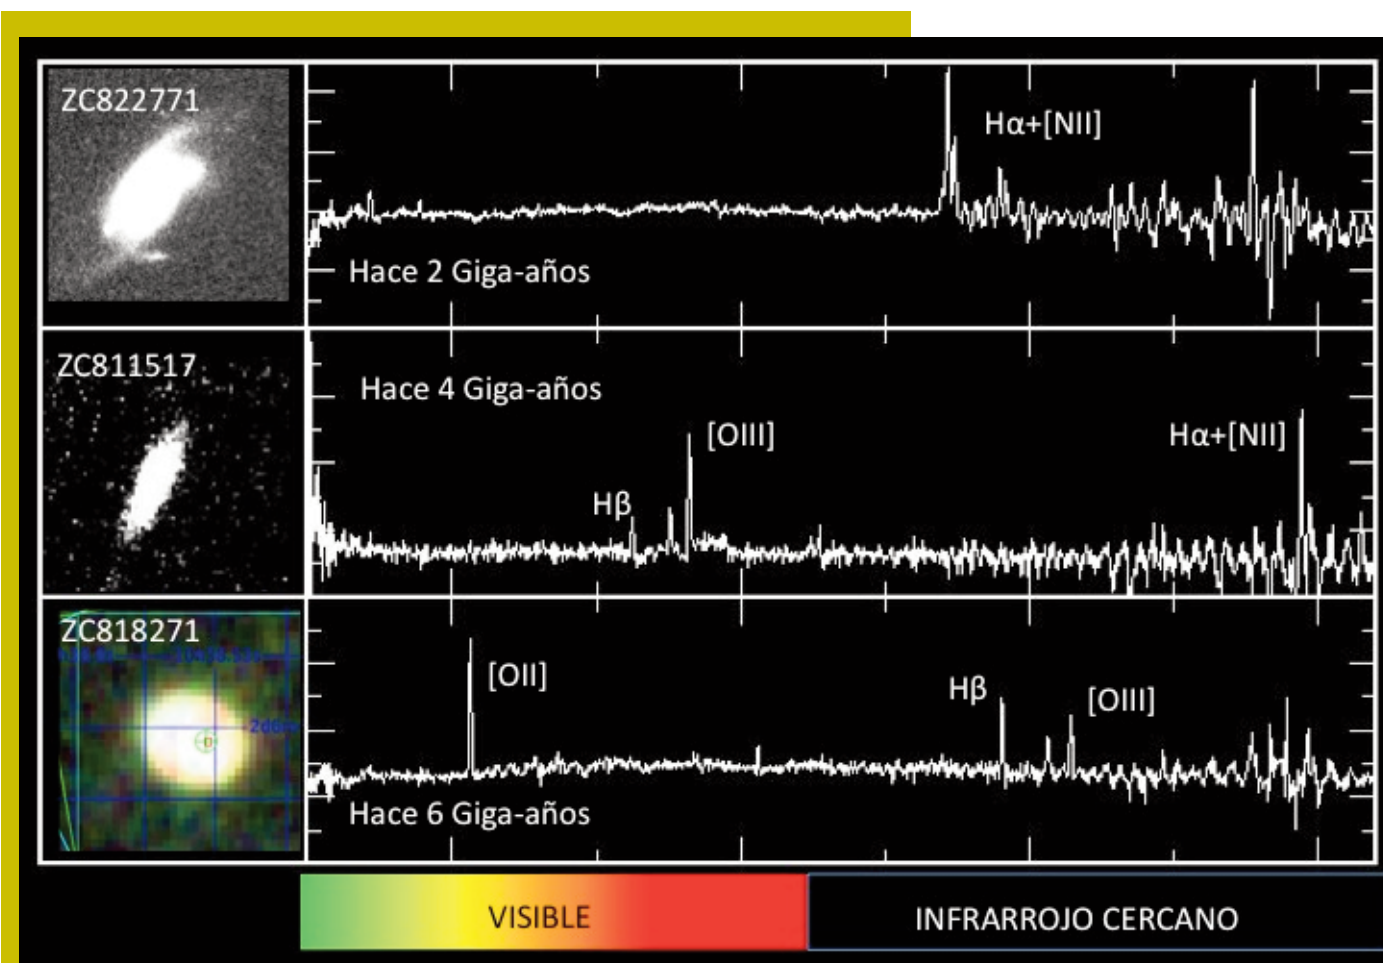 ZC822771
Hα+[NII]
Hace 2 Giga-años
ZC811517
Hace 4 Giga-años
[OIII]
Hα+[NII]
Hβ
ZC818271
[OII]
Hβ
[OIII]
Hace 6 Giga-años
VISIBLE
INFRARROJO CERCANO